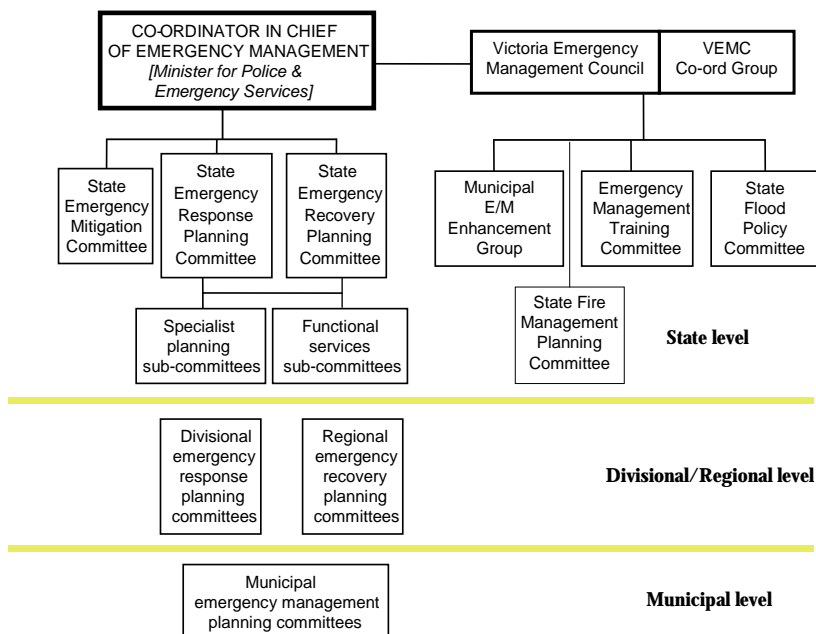 CO-ORDINATOR IN CHIEF
OF EMERGENCY MANAGEMENT
[Minister for Police &
Emergency Services]
Victoria Emergency
Management Council
VEMC
Co-ord Group
State
Emergency
Mitigation
Committee
State
Emergency
Response
Planning
Committee
State
Emergency
Recovery
Planning
Committee
Municipal
E/M
Enhancement
Group
Emergency
Management
Training
Committee
State
Flood
Policy
Committee
Specialist
planning
sub-committees
Functional
services
sub-committees
State Fire
Management
Planning
Committee
State level
Divisional
emergency
response
planning
committees
Regional
emergency
recovery
planning
committees
Divisional/Regional level
Municipal
emergency management
planning committees
Municipal level